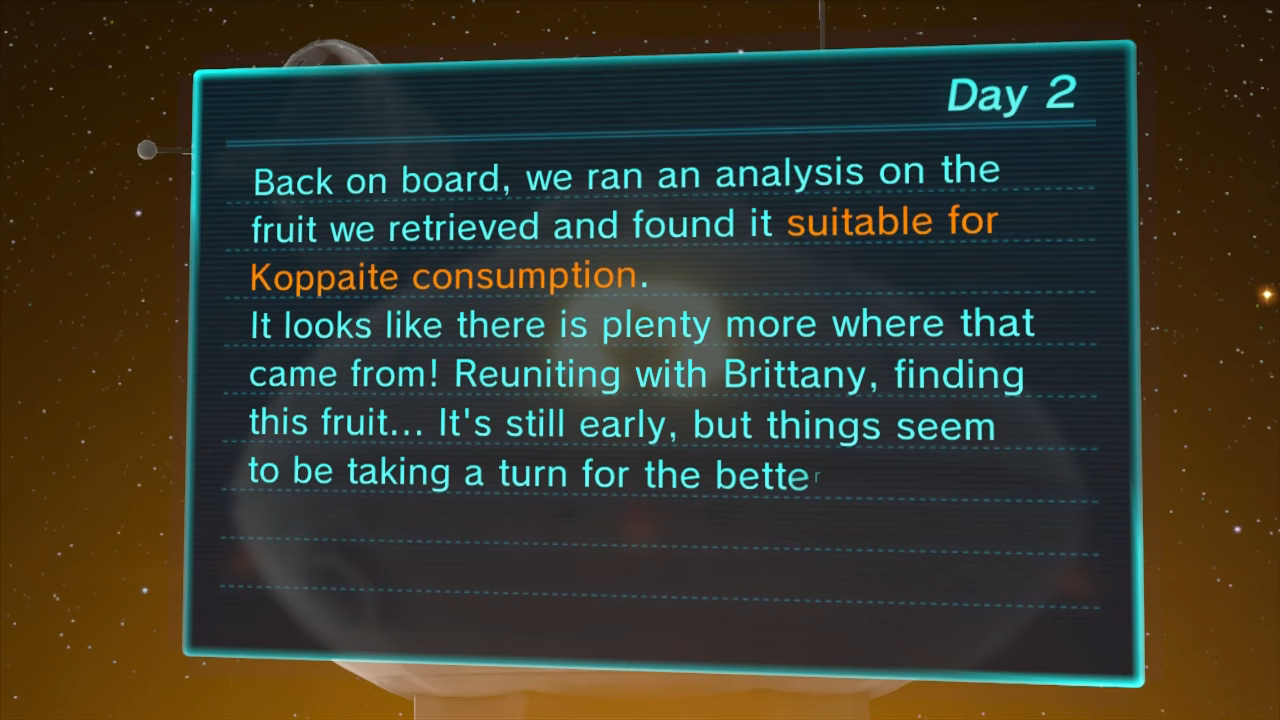 Day 2
Back on board, we ran an analysis on the
fruit we retrieved and found it suitable for
Koppaite consumption.
It looks like there is plenty more where that
came from! Reuniting with Brittany, finding
this fruit... It's still early, but things seem
to be taking a turn for the better